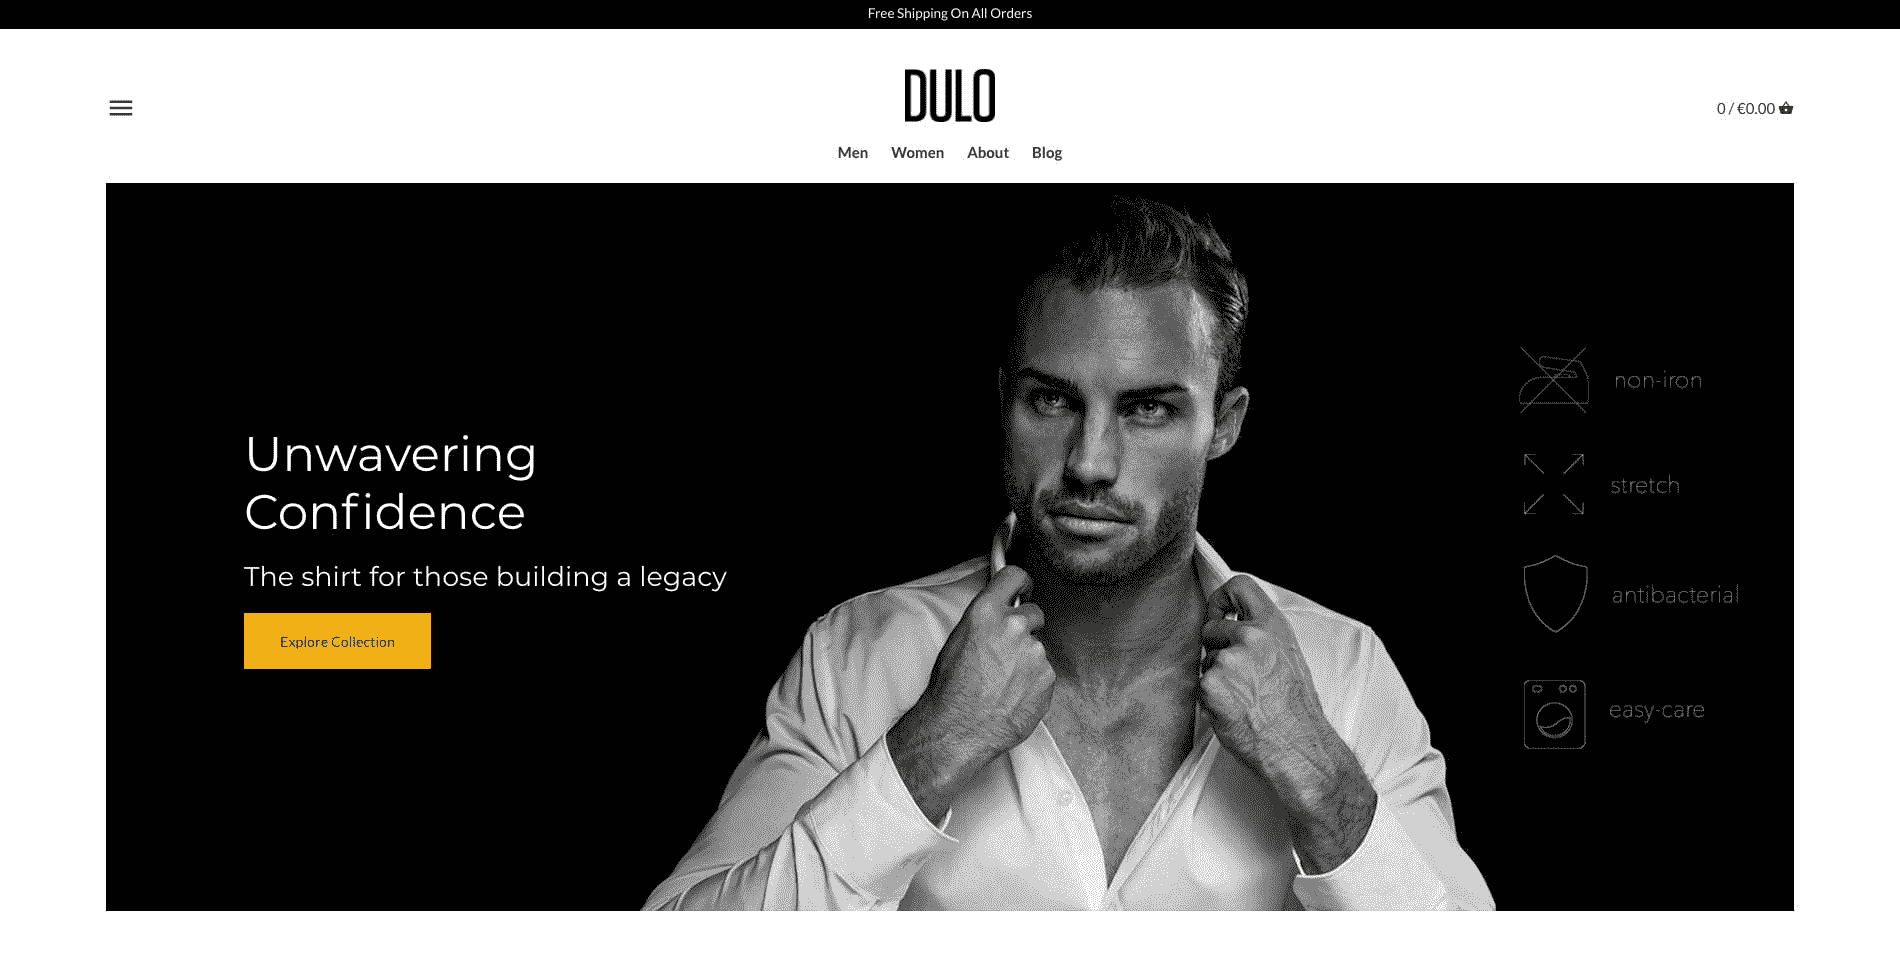 Free Shipping On All Orders
DULO
0 / €0.00
Men Women About Blog
non-iron
Unwavering
Confidence
stretch
The shirt for those building a legacy
antibacterial
Explore Collection
easy-care